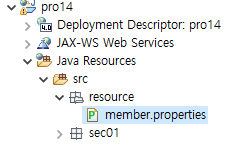 pro14
Deployment Descriptor: pro14
JAX-WS Web Services
Java Resources
src
resource
member.properties
sec01